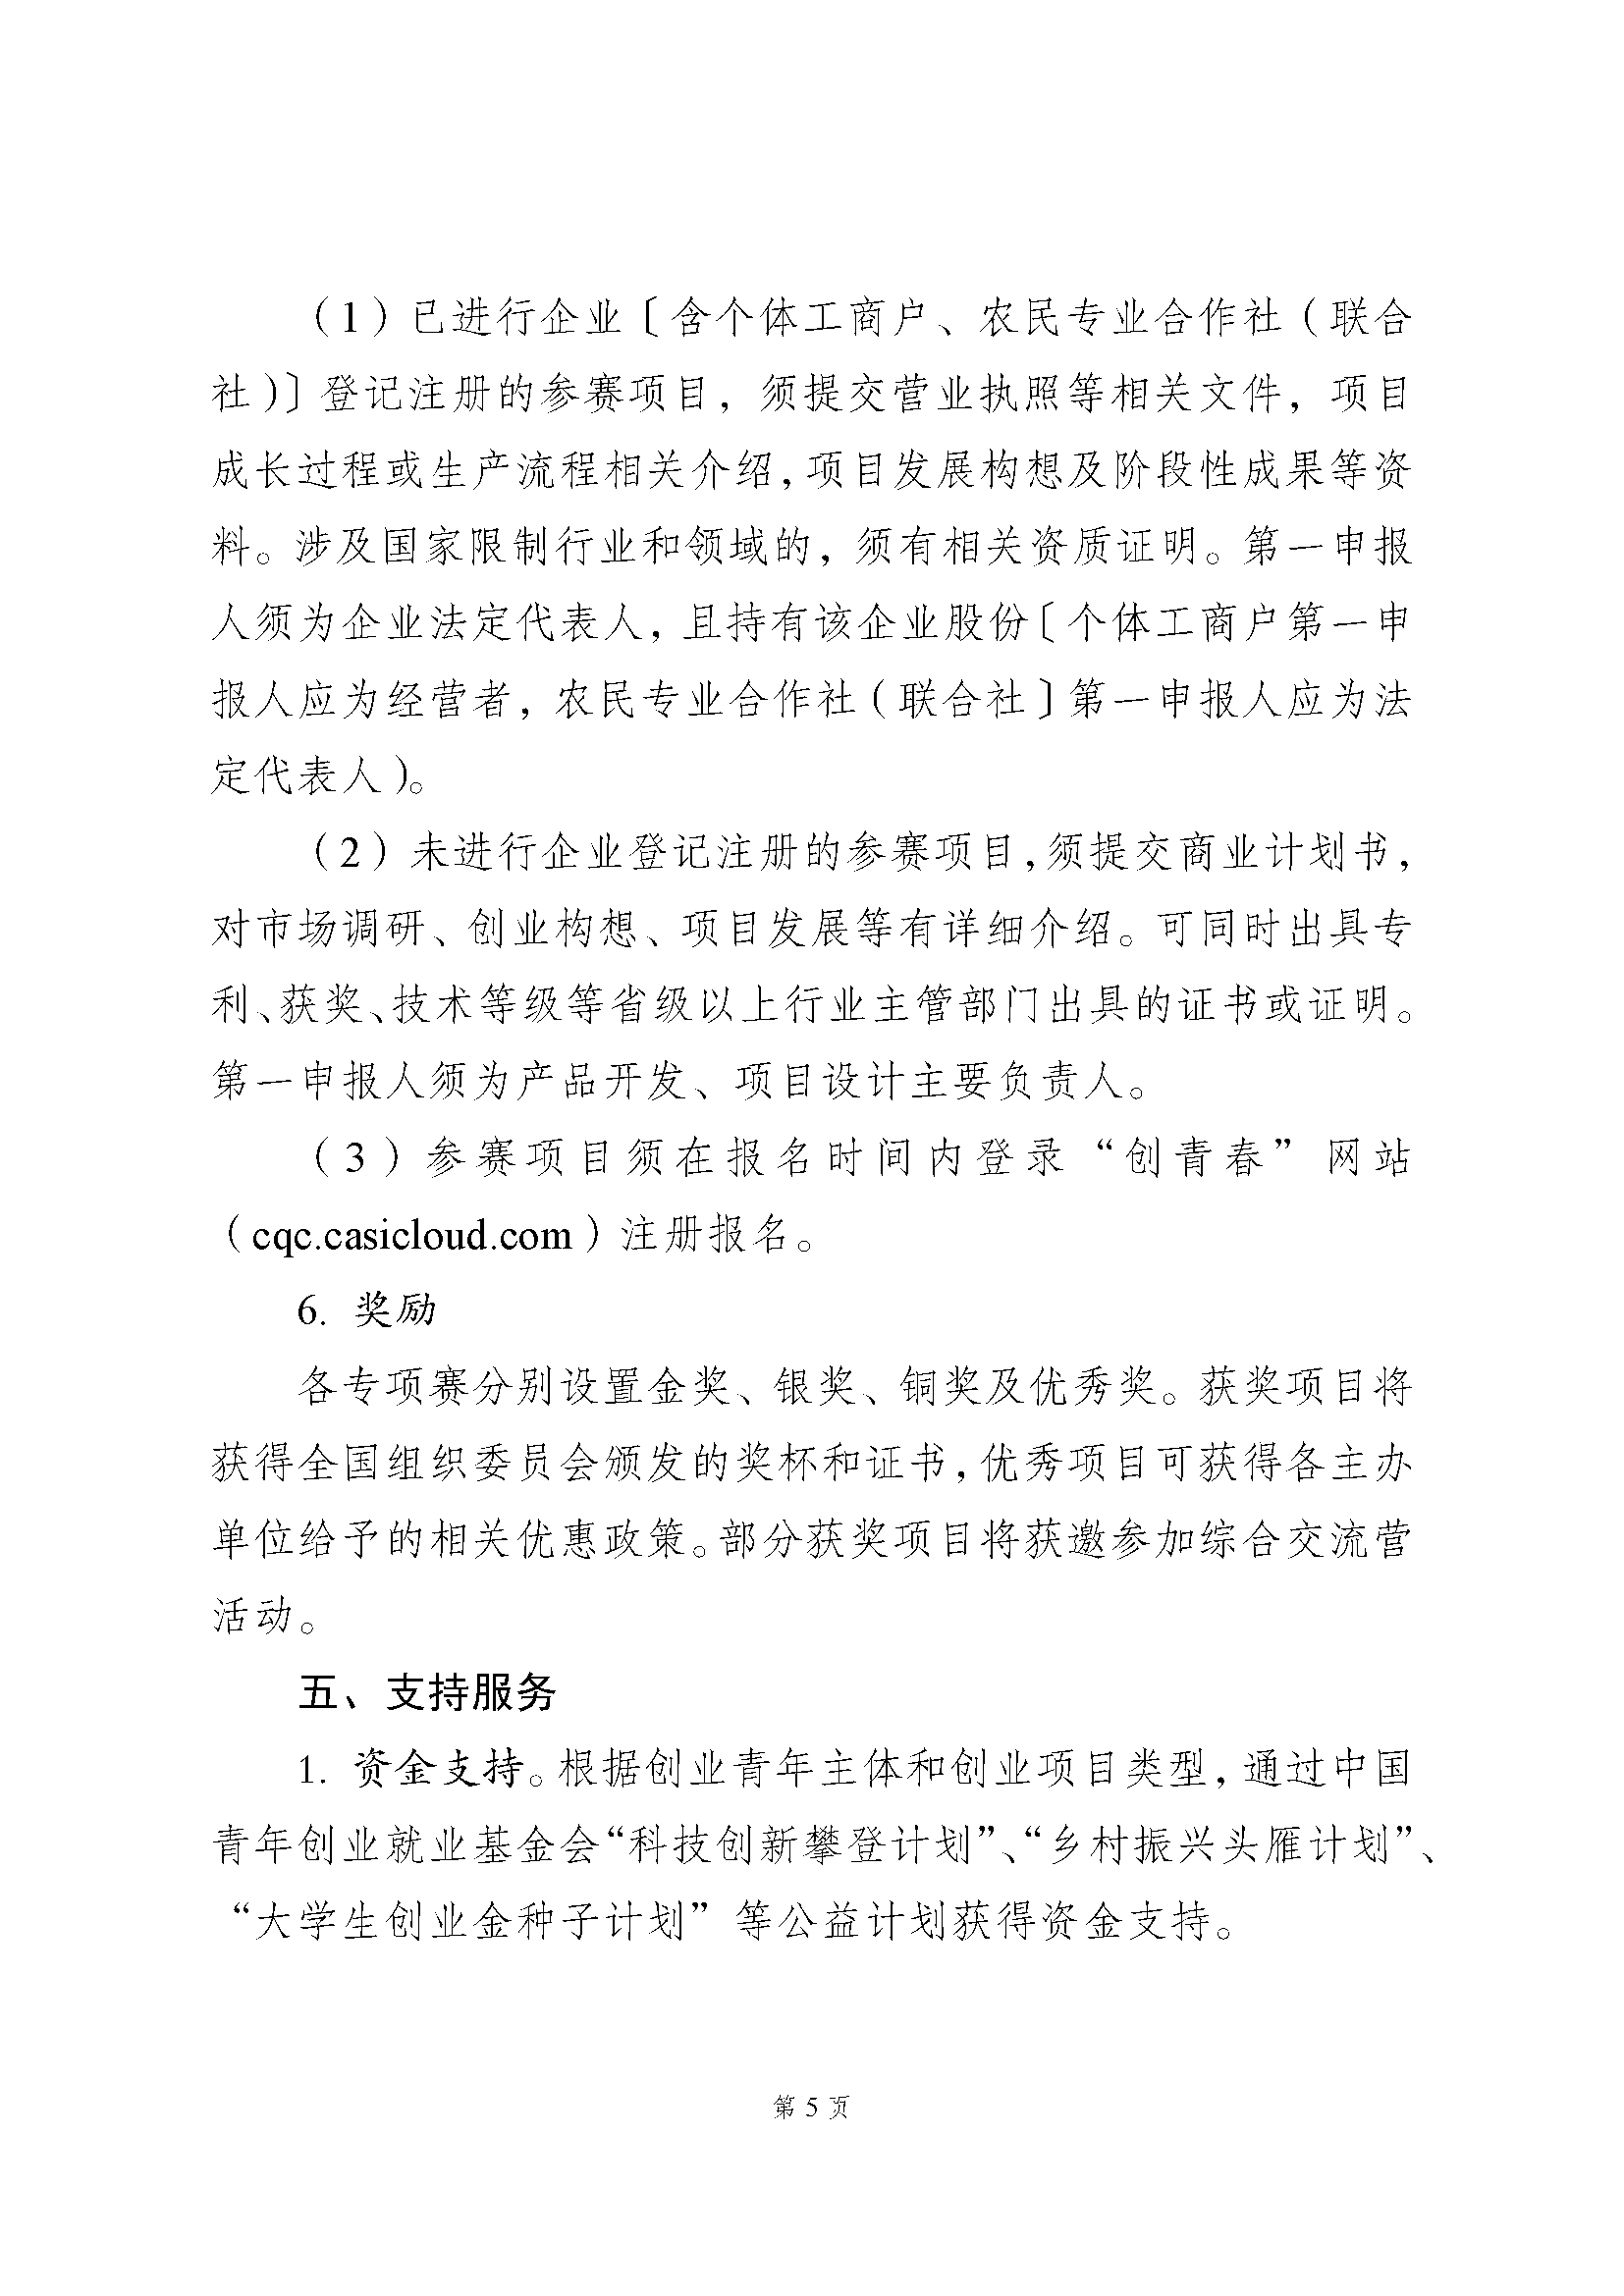 （1）已进行企业〔含个体工商户、农民专业合作社（联合
社）〕登记注册的参赛项目，须提交营业执照等相关文件，项目
成长过程或生产流程相关介绍，项目发展构想及阶段性成果等资
料。涉及国家限制行业和领域的，须有相关资质证明。第一申报
人须为企业法定代表人，且持有该企业股份〔个体工商户第一申
报人应为经营者，农民专业合作社（联合社〕第一申报人应为法
定代表人）。
（2）未进行企业登记注册的参赛项目，须提交商业计划书，
对市场调研、创业构想、项目发展等有详细介绍。可同时出具专
利、获奖、技术等级等省级以上行业主管部门出具的证书或证明。
第一申报人须为产品开发、项目设计主要负责人。
（3）参赛项目须在报名时间内登录“创青春”网站
（cqc.casicloud.com）注册报名。
6. 奖励
各专项赛分别设置金奖、银奖、铜奖及优秀奖。获奖项目将
获得全国组织委员会颁发的奖杯和证书，优秀项目可获得各主办
单位给予的相关优惠政策。部分获奖项目将获邀参加综合交流营
活动。
五、支持服务
1. 资金支持。根据创业青年主体和创业项目类型，通过中国
青年创业就业基金会“科技创新攀登计划”、“乡村振兴头雁计划”、
“大学生创业金种子计划”等公益计划获得资金支持。
第 5 页